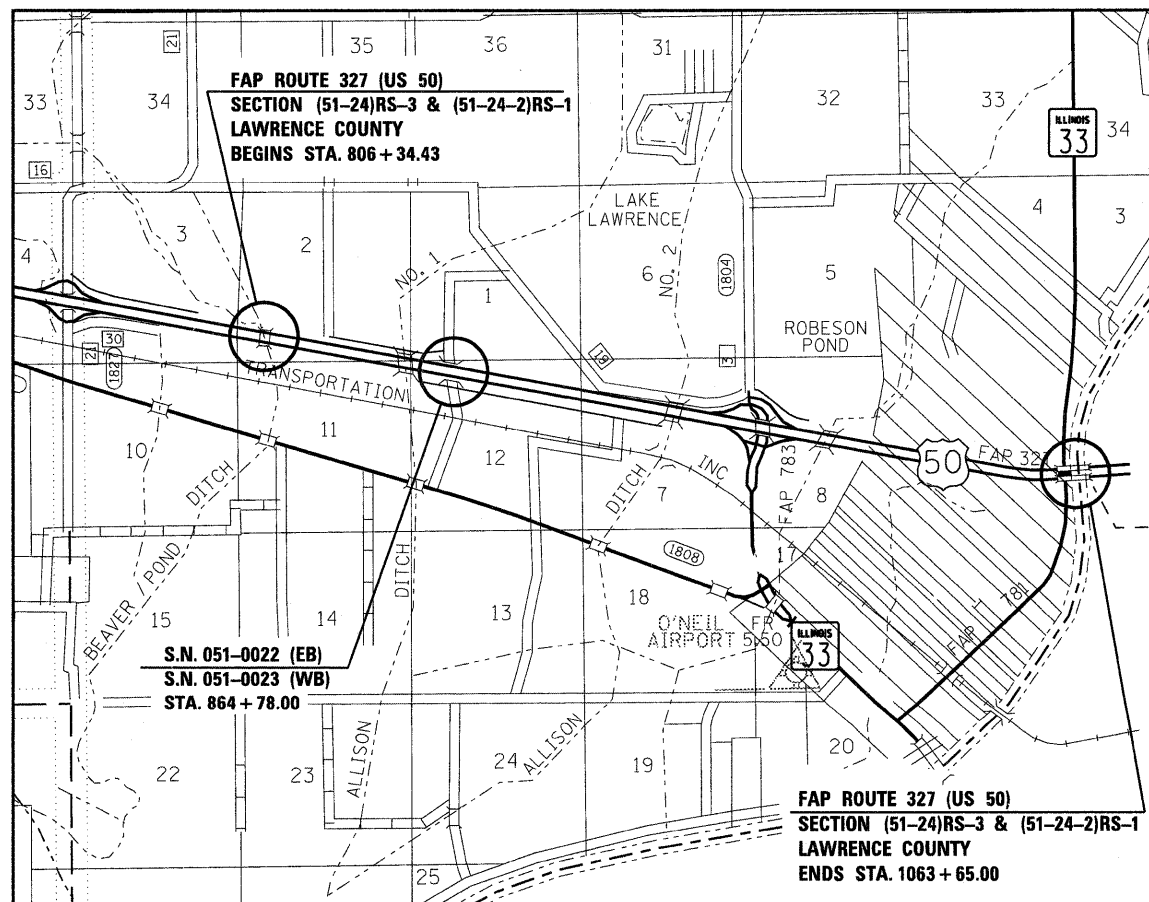 21
35
36
31
33
34
32
33
34
FAP ROUTE 327 (US 50)
SECTION (51-24)RS-3 & (51-24-2)RS-1
LAWRENCE COUNTY
BEGINS STA. 806+34.43
ILLINOIS
33
16
LAKE
LAWRENCE
4
3
2
NO. 1
1
6
NO. 2
1804
5
4
3
ROBESON
POND
30
21
1827
TRANSPORTATION
18
3
10
11
12
DITCH
DITCH
7
INC
FAP 783
8
50
FAP 327
BEAVER POND
15
14
DITCH
13
18
1808
17
O'NEIL FR
AIRPORT 5.50
ILLINOIS
33
FAP 781
S.N. 051-0022 (EB)
S.N. 051-0023 (WB)
STA. 864+78.00
22
23
ALLISON
24
ALLISON
19
20
25
FAP ROUTE 327 (US 50)
SECTION (51-24)RS-3 & (51-24-2)RS-1
LAWRENCE COUNTY
ENDS STA. 1063+65.00